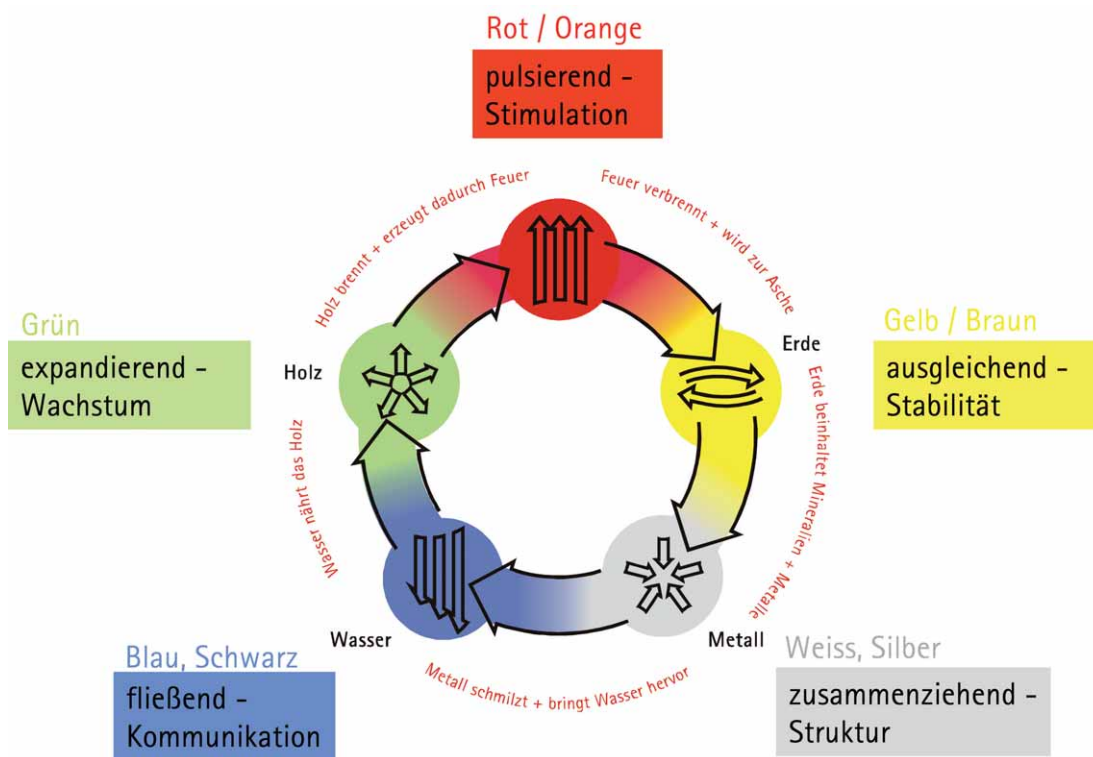 Rot / Orange
pulsierend -
Stimulation
Holz brennt + erzeugt dadurch Feuer
Feuer verbrennt + wird zur Asche
Grün
expandierend -
Wachstum
Holz
Erde
Gelb / Braun
ausgleichend -
Stabilität
Wasser nährt das Holz
Erde beinhaltet Mineralien + Metalle
Wasser
Metall
Blau, Schwarz
fließend -
Kommunikation
Metall schmilzt + bringt Wasser hervor
Weiss, Silber
zusammenziehend -
Struktur